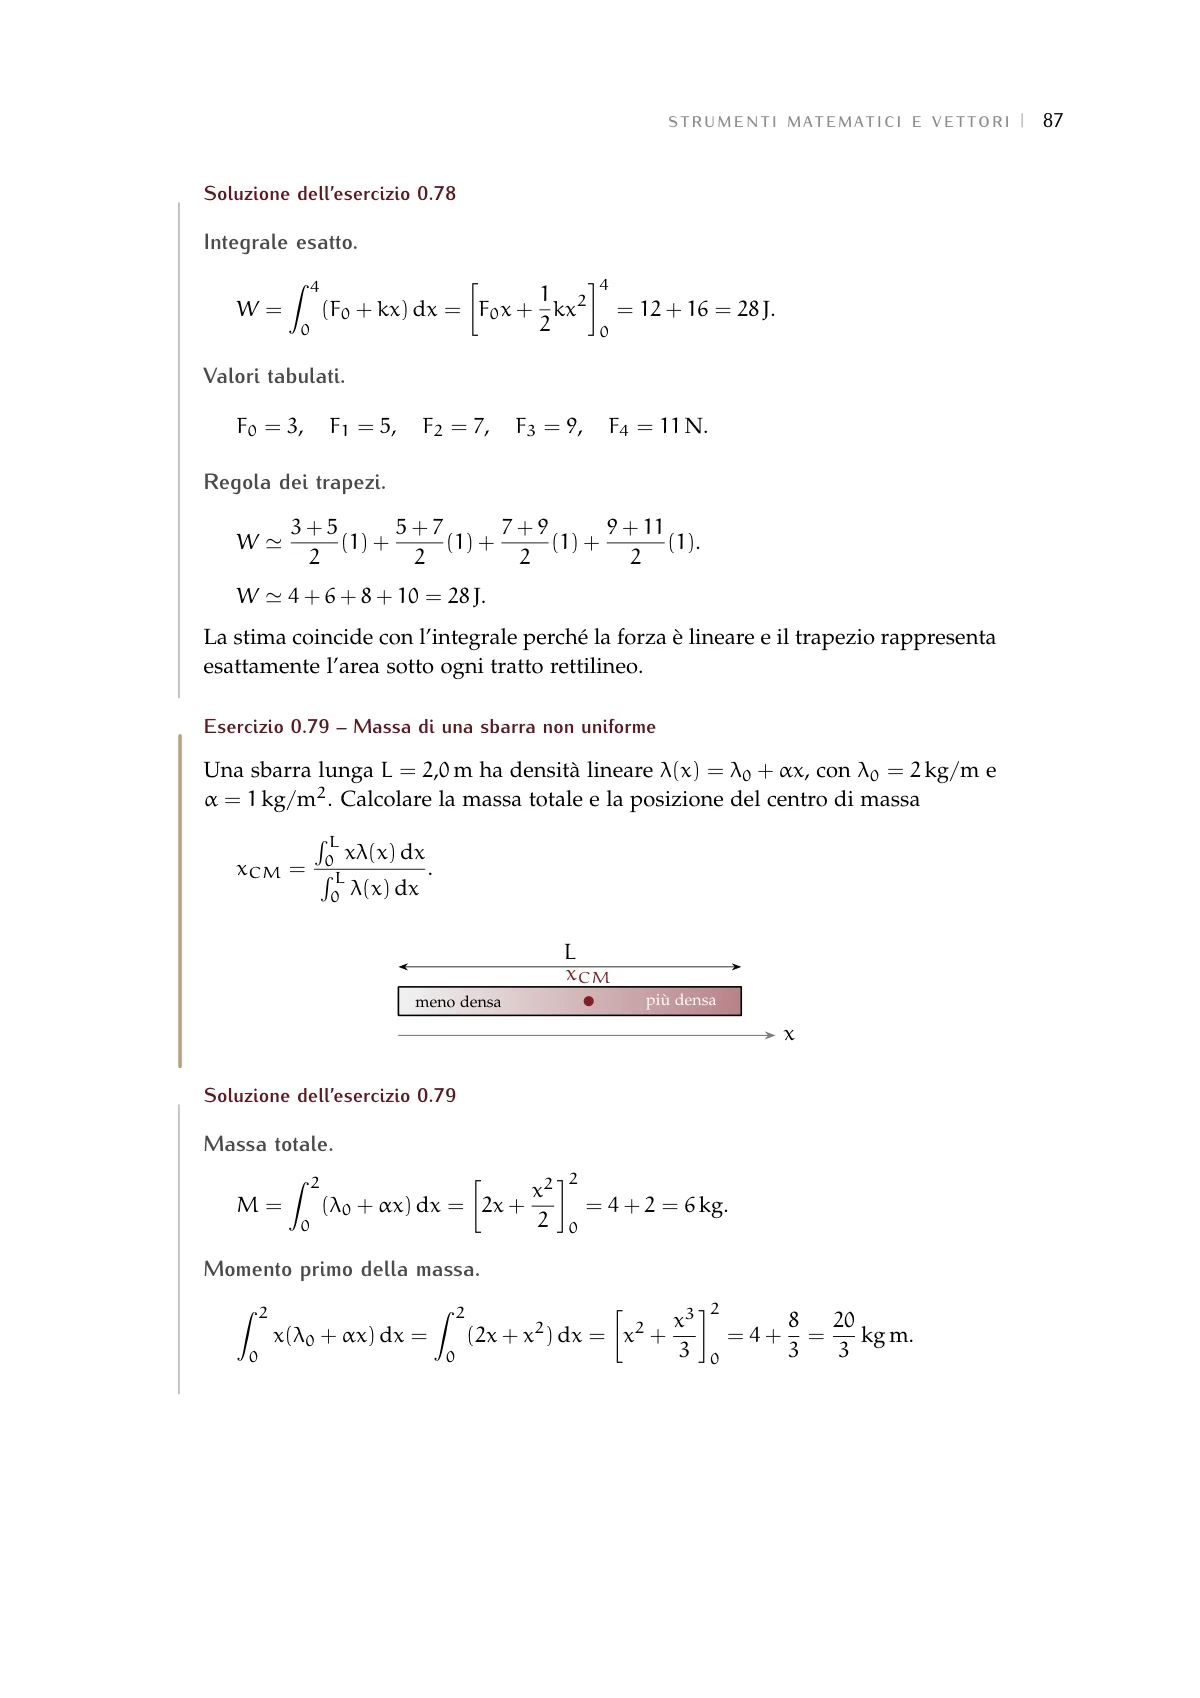 STRUMENTI MATEMATICI E VETTORI | 87
Soluzione dell'esercizio 0.78
Integrale esatto.
W = ∫₀⁴ (F₀ + kx) dx = [F₀x + 1/2 kx²]₀⁴ = 12 + 16 = 28 J.
Valori tabulati.
F₀ = 3, F₁ = 5, F₂ = 7, F₃ = 9, F₄ = 11 N.
Regola dei trapezi.
W ≃ (3 + 5)/2 (1) + (5 + 7)/2 (1) + (7 + 9)/2 (1) + (9 + 11)/2 (1).
W ≃ 4 + 6 + 8 + 10 = 28 J.
La stima coincide con l'integrale perché la forza è lineare e il trapezio rappresenta
esattamente l'area sotto ogni tratto rettilineo.
Esercizio 0.79 – Massa di una sbarra non uniforme
Una sbarra lunga L = 2,0 m ha densità lineare λ(x) = λ₀ + αx, con λ₀ = 2 kg/m e
α = 1 kg/m². Calcolare la massa totale e la posizione del centro di massa
x_CM = ∫₀ᴸ xλ(x) dx / ∫₀ᴸ λ(x) dx.
L
x_CM
meno densa più densa
x
Soluzione dell'esercizio 0.79
Massa totale.
M = ∫₀² (λ₀ + αx) dx = [2x + x²/2]₀² = 4 + 2 = 6 kg.
Momento primo della massa.
∫₀² x(λ₀ + αx) dx = ∫₀² (2x + x²) dx = [x² + x³/3]₀² = 4 + 8/3 = 20/3 kg m.